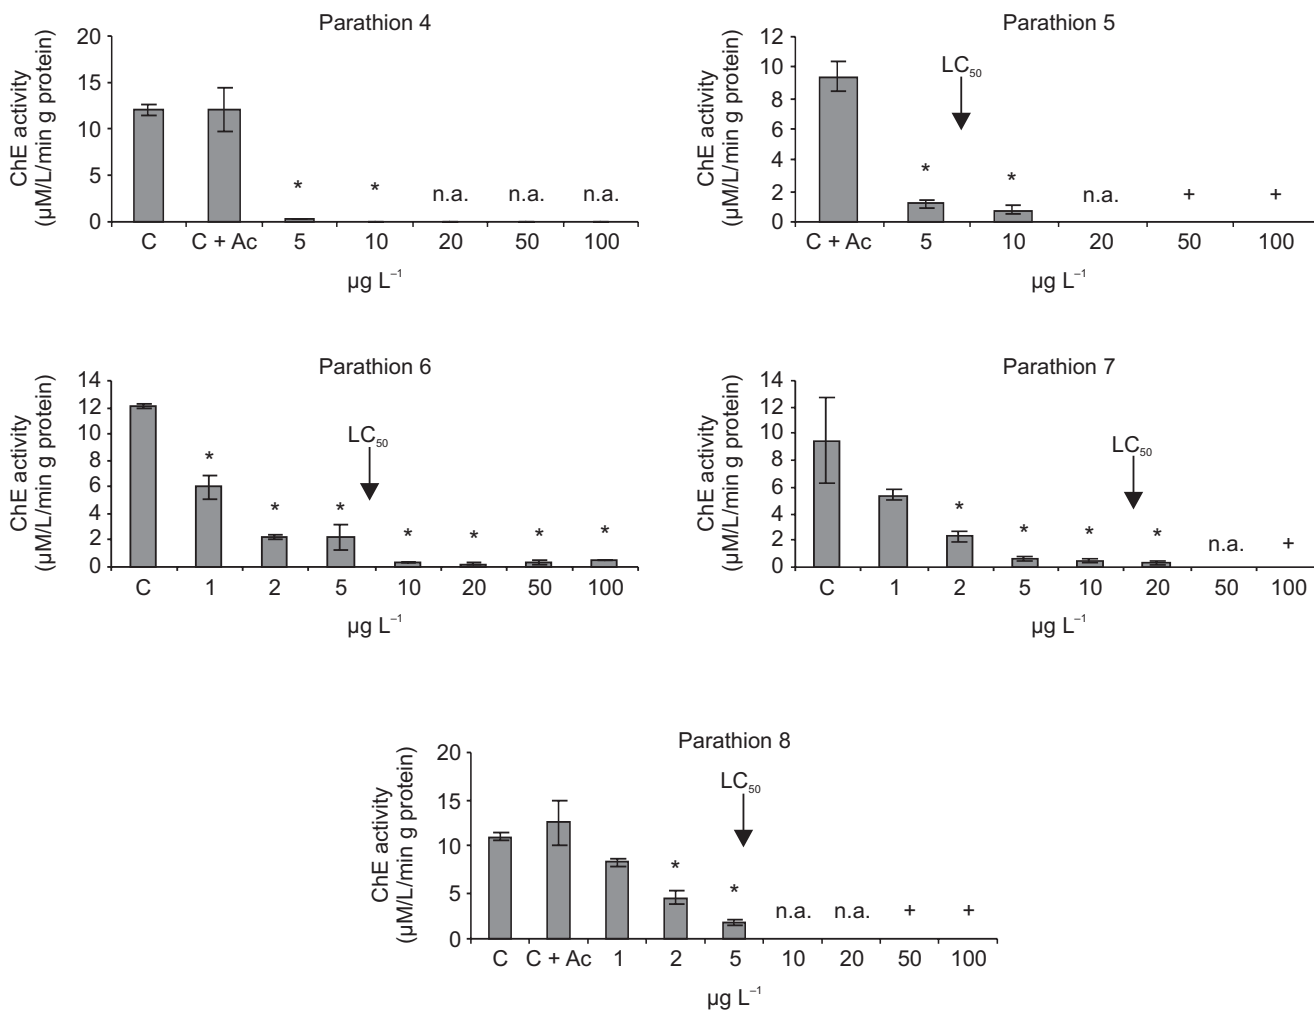 Parathion 4
ChE activity
(µM/L/min g protein)
20
15
10
5
0
* * n.a. n.a. n.a.
C C + Ac 5 10 20 50 100
µg L⁻¹
Parathion 5
ChE activity
(µM/L/min g protein)
12
10
8
6
4
2
0
LC₅₀
* * n.a. + +
C + Ac 5 10 20 50 100
µg L⁻¹
Parathion 6
ChE activity
(µM/L/min g protein)
14
12
10
8
6
4
2
0
LC₅₀
* * * * * * *
C 1 2 5 10 20 50 100
µg L⁻¹
Parathion 7
ChE activity
(µM/L/min g protein)
14
12
10
8
6
4
2
0
LC₅₀
* * * * n.a. +
C 1 2 5 10 20 50 100
µg L⁻¹
Parathion 8
ChE activity
(µM/L/min g protein)
20
15
10
5
0
LC₅₀
* * n.a. n.a. + +
C C + Ac 1 2 5 10 20 50 100
µg L⁻¹